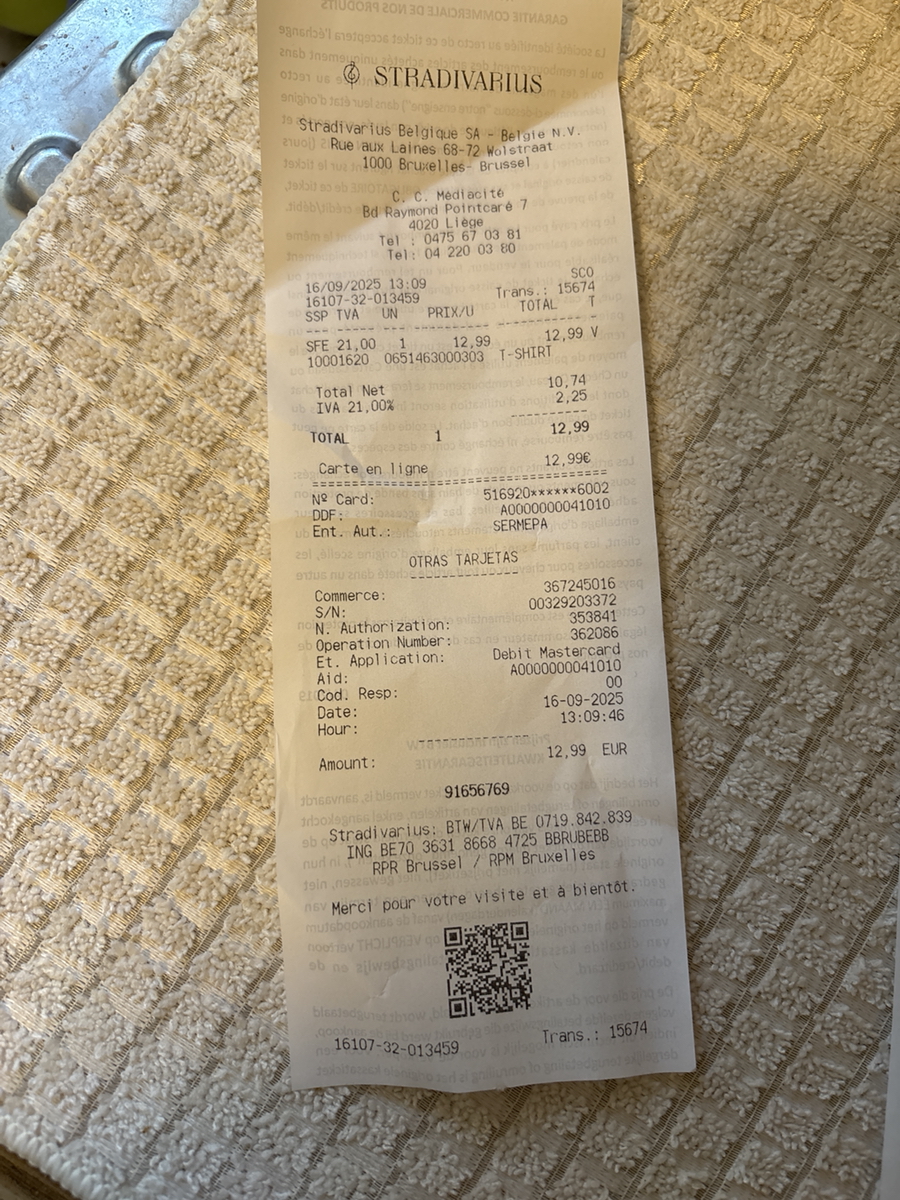 STRADIVARIUS
Stradivarius Belgique SA - Belgie N.V.
Rue aux Laines 68-72 Wolstraat
1000 Bruxelles- Brussel
C. C. Médiacité
Bd Raymond Pointcaré 7
4020 Liège
Tel : 0475 67 03 81
Tel: 04 220 03 80
16/09/2025 13:09 SCO
16107-32-013459 Trans.: 15674
SSP TVA UN PRIX/U TOTAL T
SFE 21,00 1 12,99 12,99 V
10001620 0651463000303 T-SHIRT
Total Net 10,74
IVA 21,00% 2,25
TOTAL 1 12,99
Carte en ligne 12,99€
Nº Card: 516920******6002
DDF: A0000000041010
Ent. Aut.: SERMEPA
OTRAS TARJETAS
Commerce: 367245016
S/N: 00329203372
N. Authorization: 353841
Operation Number: 362086
Et. Application: Debit Mastercard
Aid: A0000000041010
Cod. Resp: 00
Date: 16-09-2025
Hour: 13:09:46
Amount: 12,99 EUR
91656769
Stradivarius: BTW/TVA BE 0719.842.839
ING BE70 3631 8668 4725 BBRUBEBB
RPR Brussel / RPM Bruxelles
Merci pour votre visite et à bientôt.
16107-32-013459 Trans.: 15674